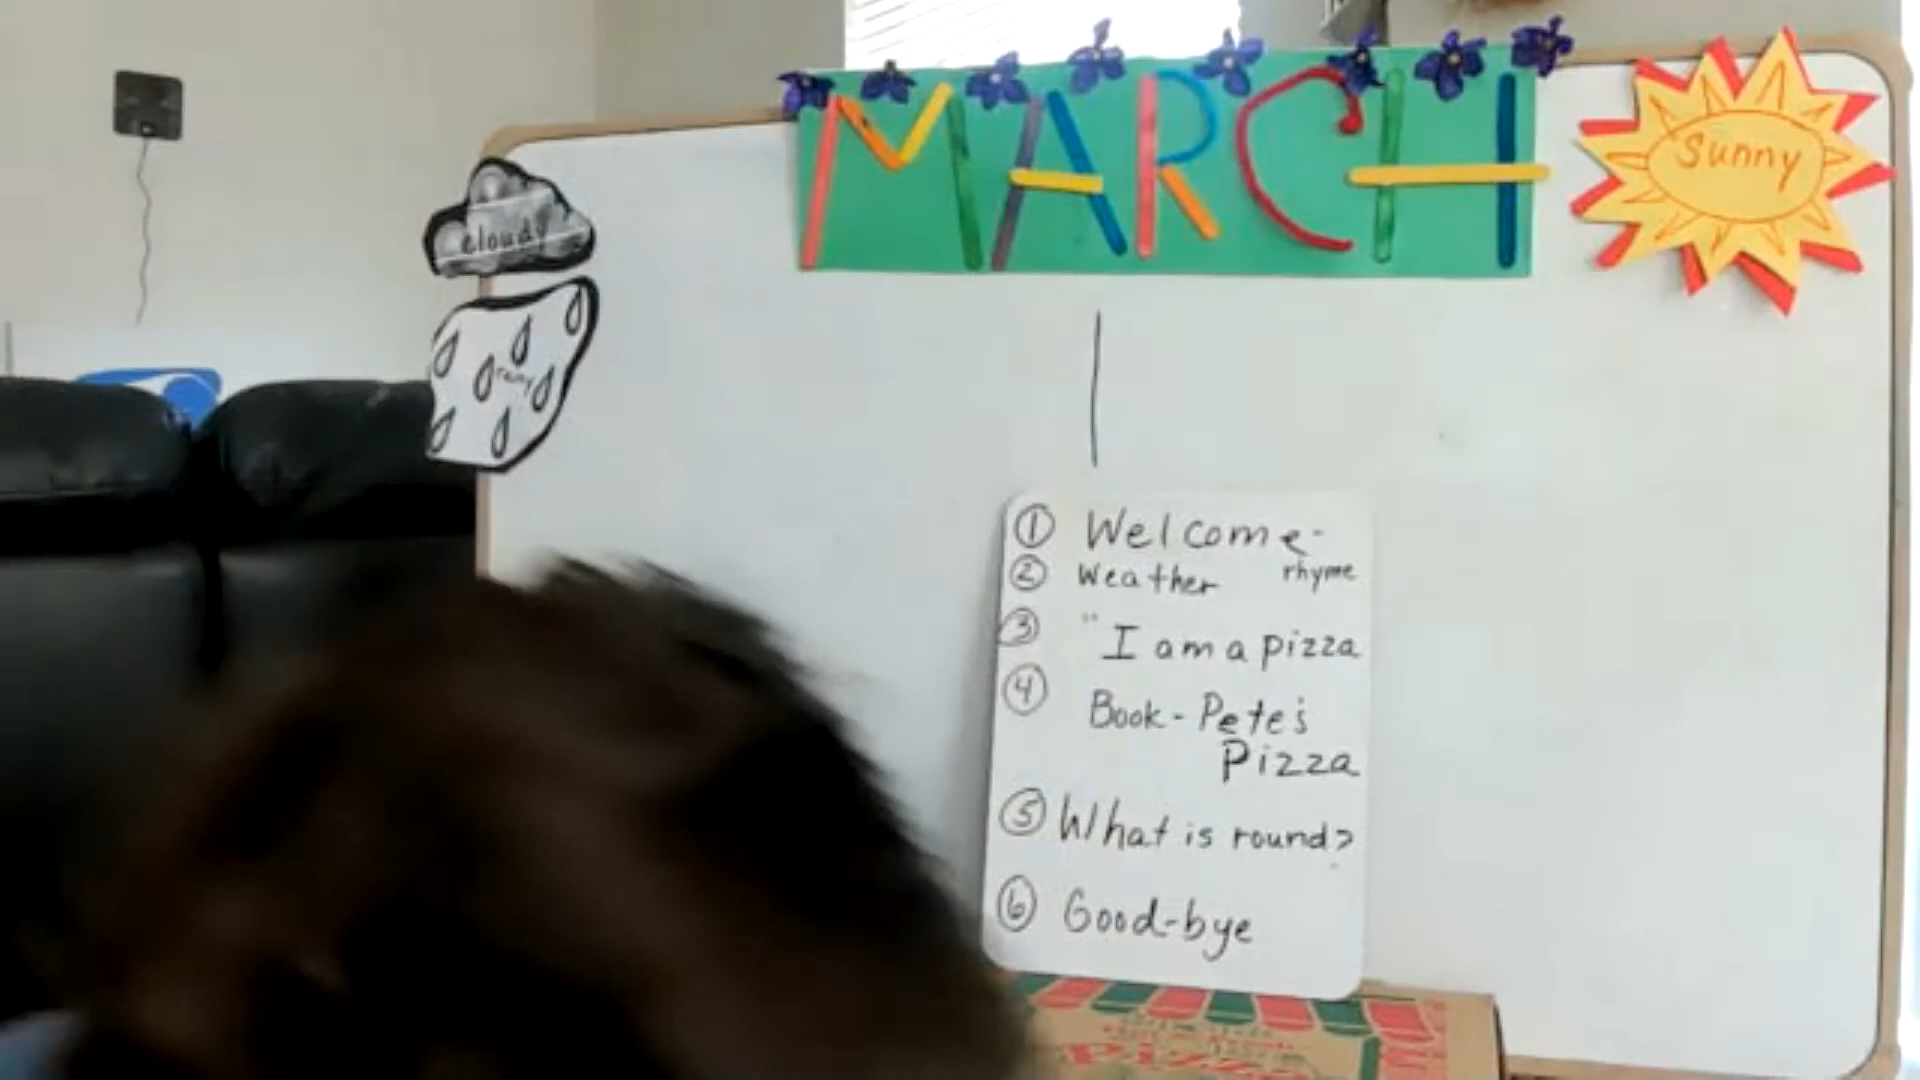 MARCH
Sunny
cloudy
rainy
① Welcome-
② Weather rhyme
③ "I am a pizza
④ Book - Pete's
Pizza
⑤ What is round?
⑥ Good-bye
Pizza